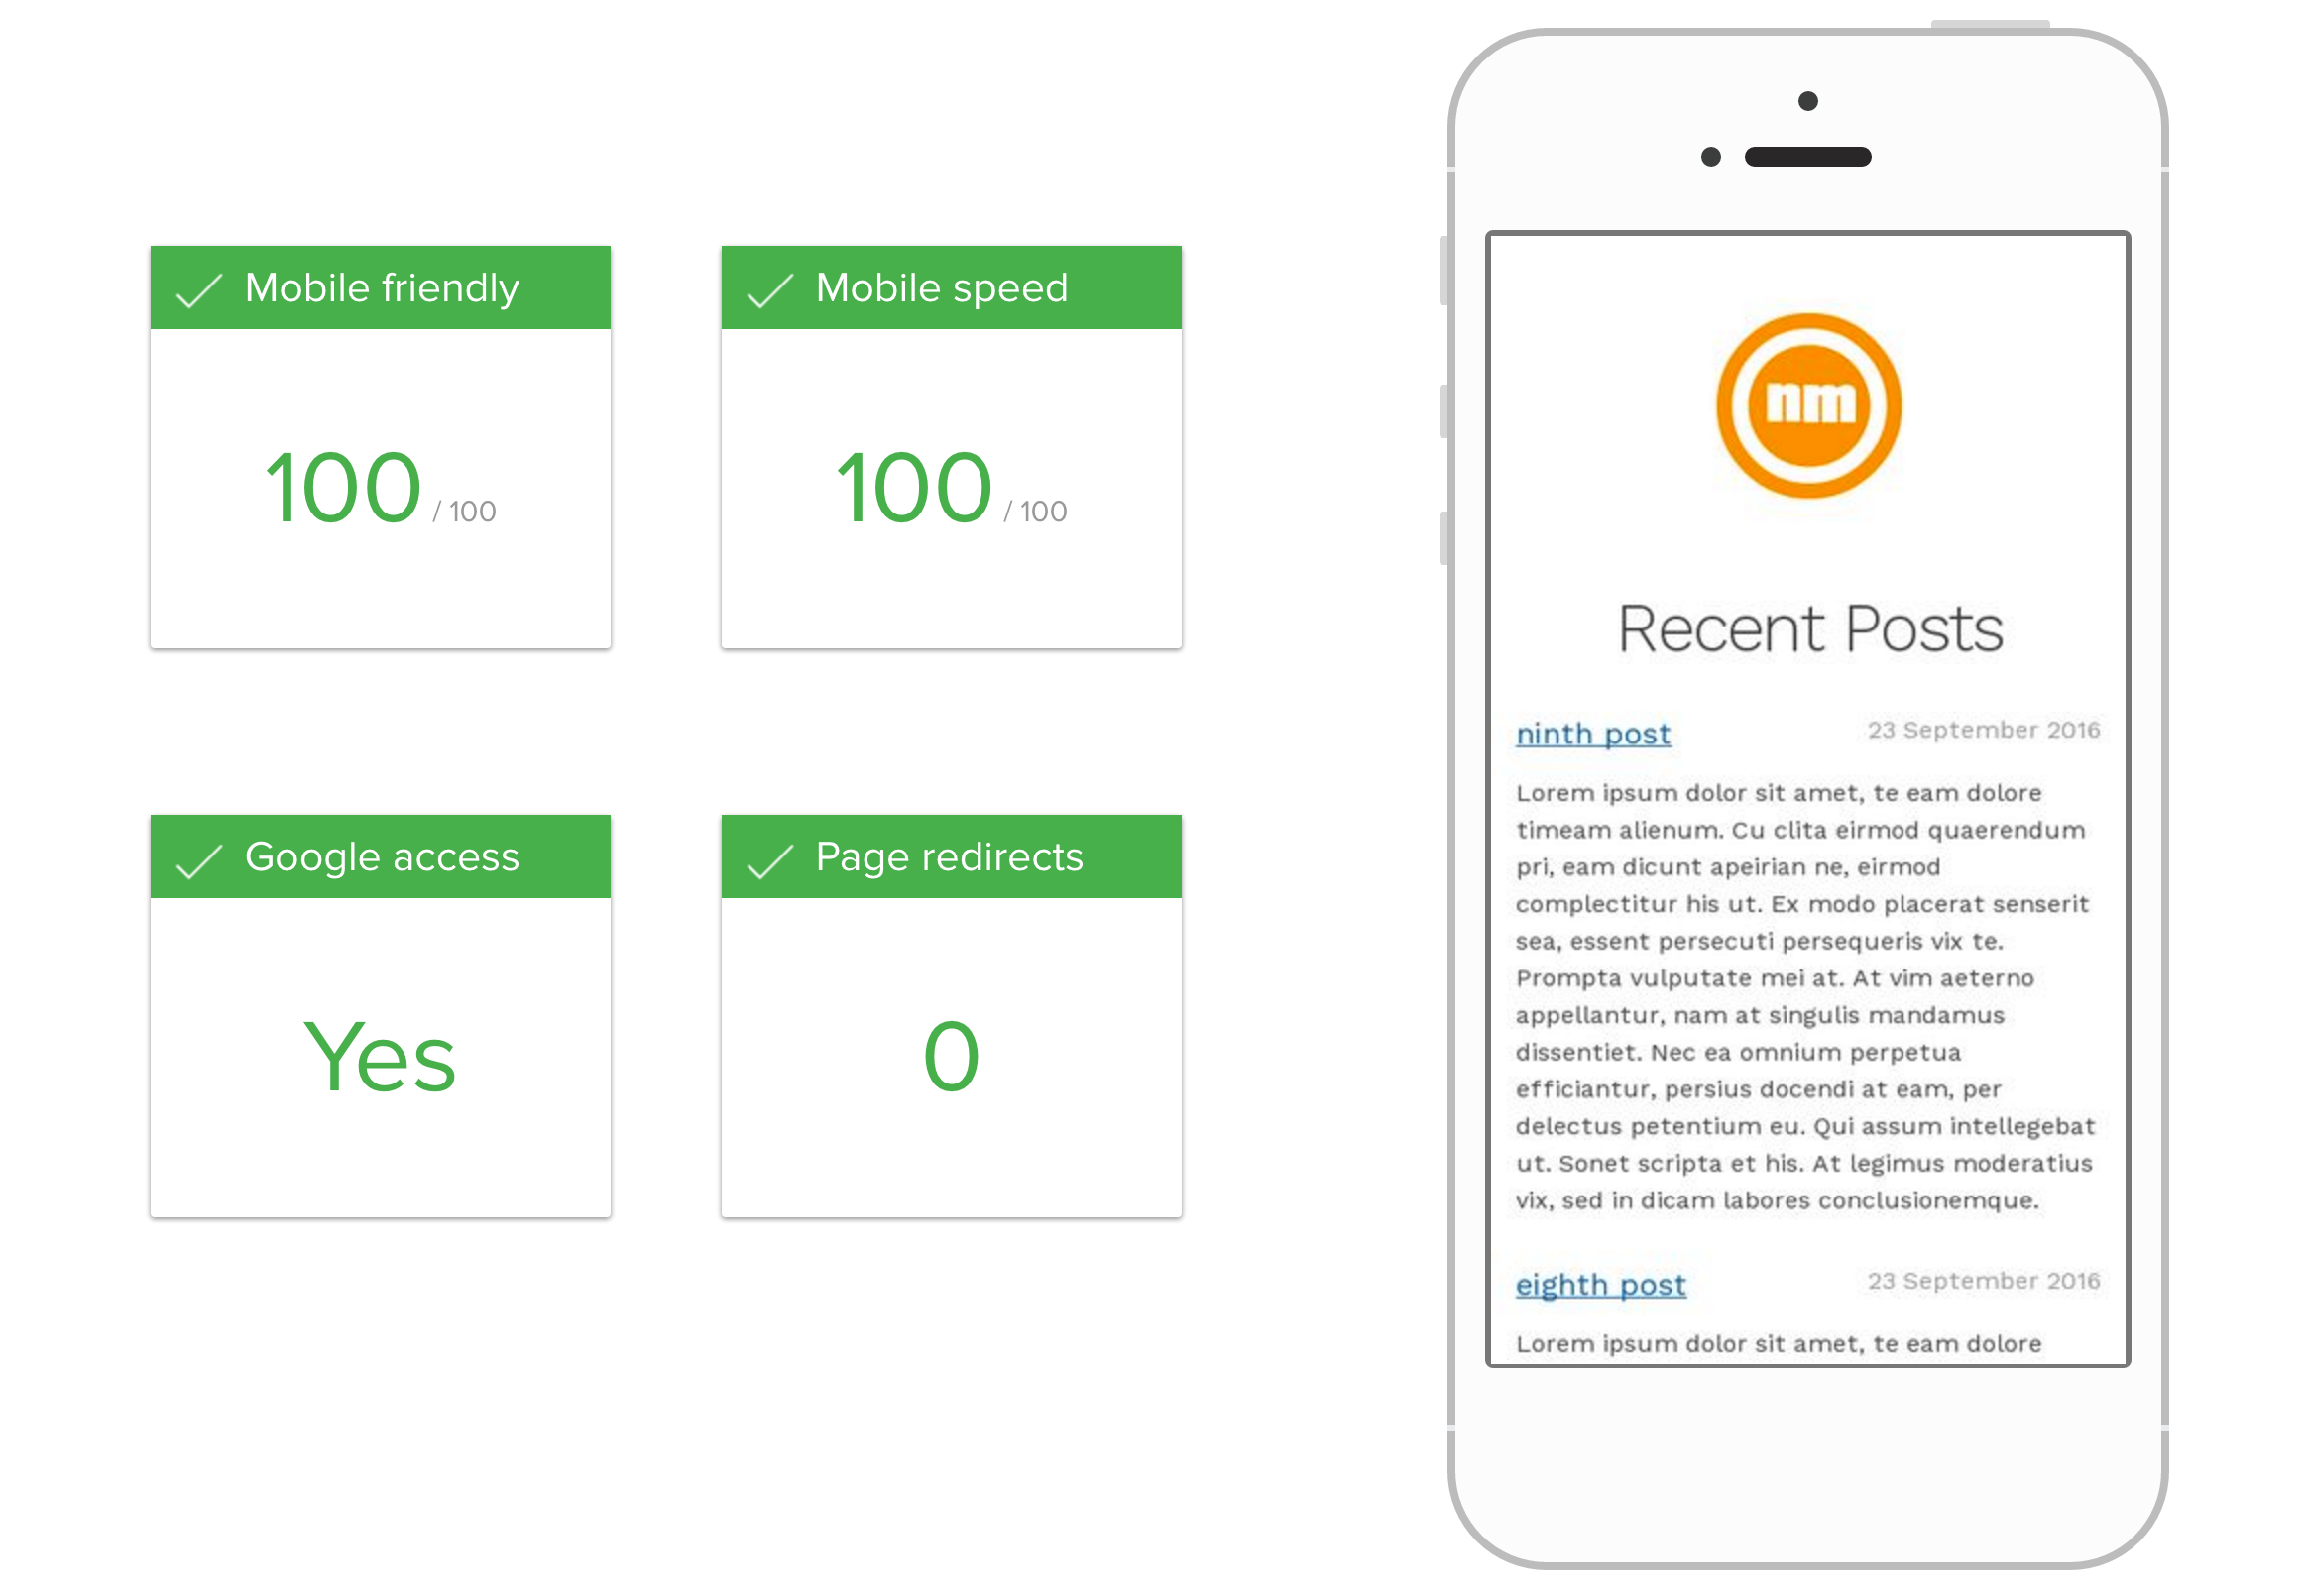 Mobile friendly
100 / 100
Mobile speed
100 / 100
Google access
Yes
Page redirects
0
nm
Recent Posts
ninth post 23 September 2016
Lorem ipsum dolor sit amet, te eam dolore
timeam alienum. Cu clita eirmod quaerendum
pri, eam dicunt apeirian ne, eirmod
complectitur his ut. Ex modo placerat senserit
sea, essent persecuti persequeris vix te.
Prompta vulputate mei at. At vim aeterno
appellantur, nam at singulis mandamus
dissentiet. Nec ea omnium perpetua
efficiantur, persius docendi at eam, per
delectus petentium eu. Qui assum intellegebat
ut. Sonet scripta et his. At legimus moderatius
vix, sed in dicam labores conclusionemque.
eighth post 23 September 2016
Lorem ipsum dolor sit amet, te eam dolore